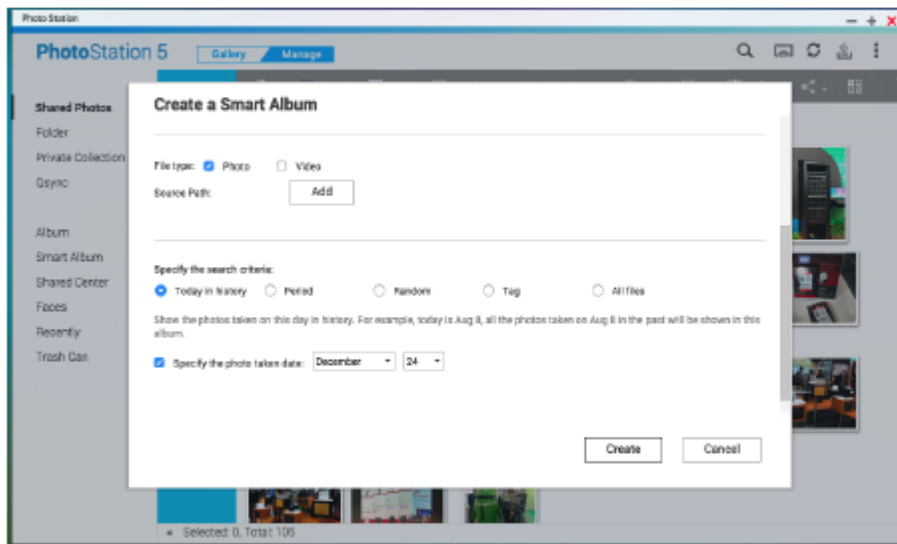 Photo Station
PhotoStation 5
Gallery
Manage
Shared Photos
Folder
Private Collection
Qsync
Album
Smart Album
Shared Center
Faces
Recently
Trash Can
Create a Smart Album
File type: Photo Video
Source Path: Add
Specify the search criteria:
Today in history Period Random Tag All files
Show the photos taken on this day in history. For example, today is Aug 8, all the photos taken on Aug 8 in the past will be shown in this
album.
Specify the photo taken date: December 24
Create Cancel
Selected: 0, Total: 106